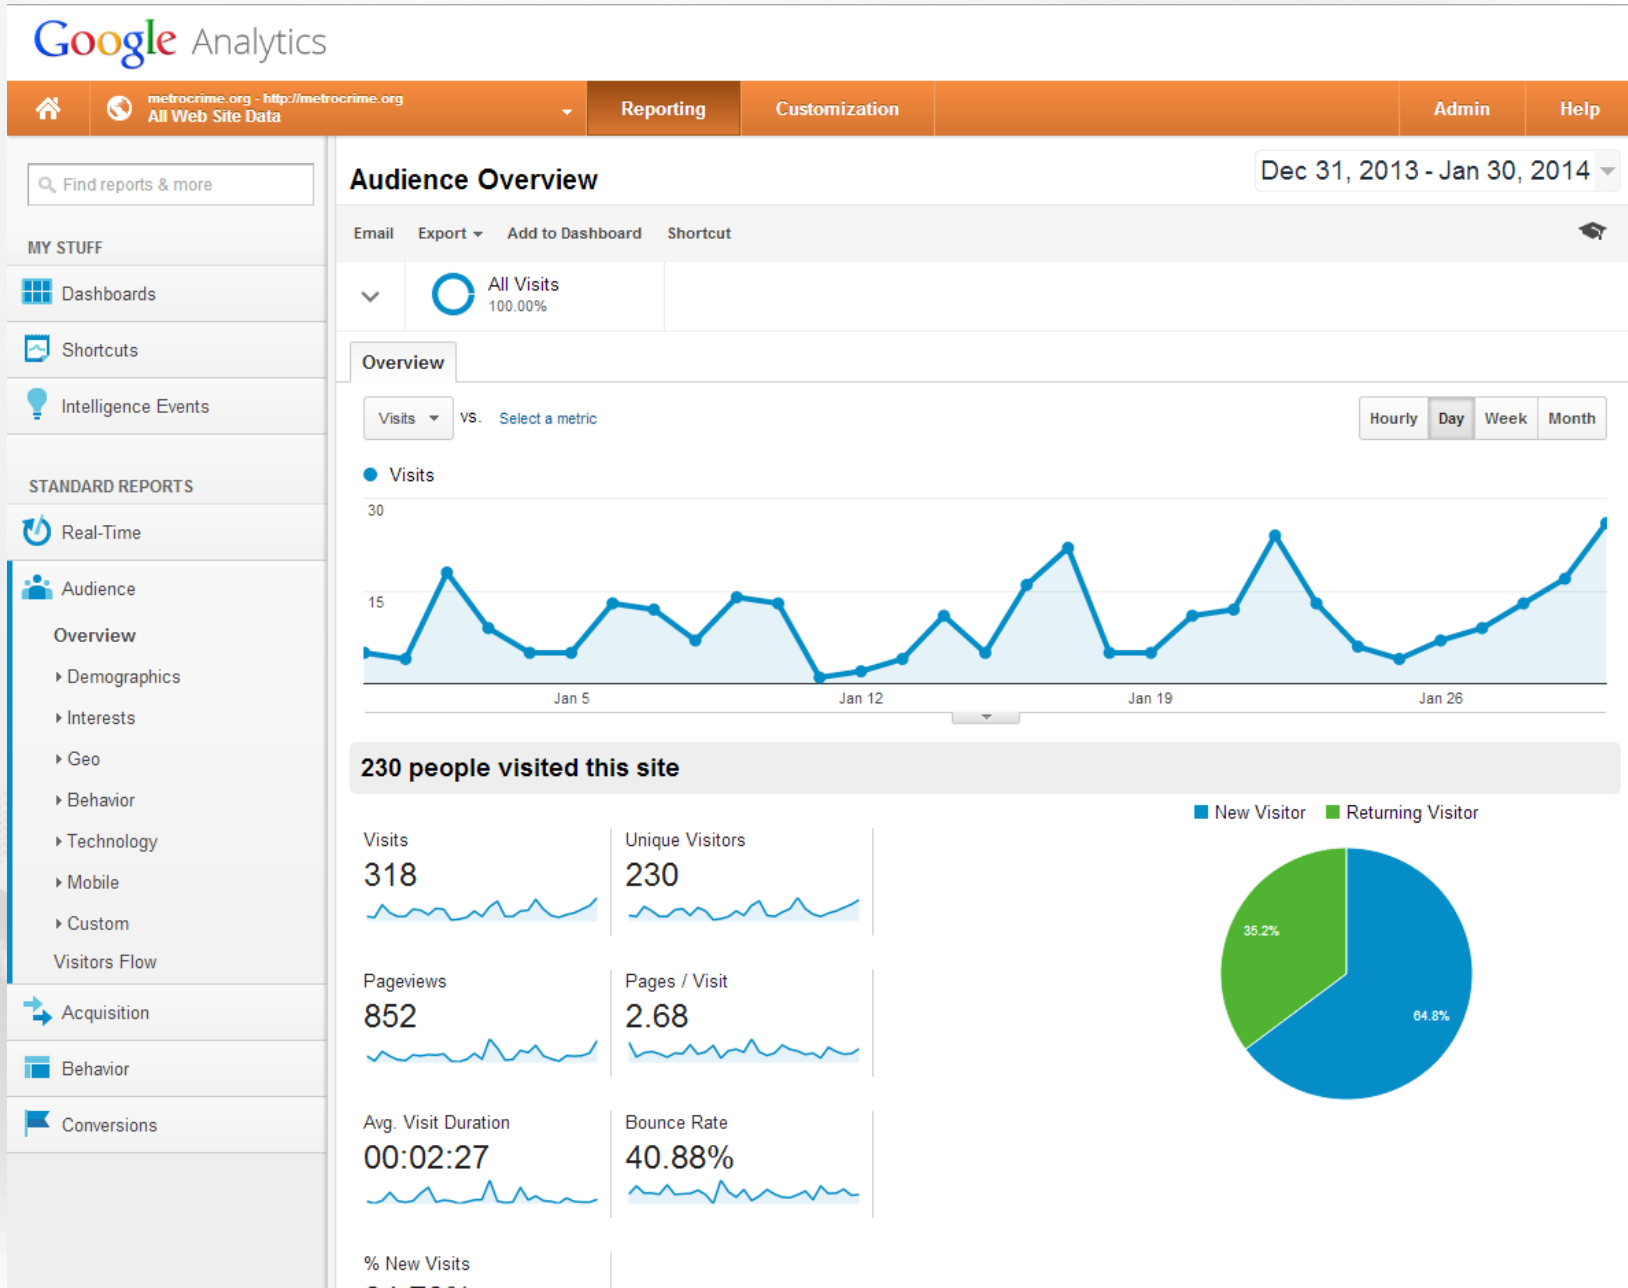 Google Analytics
metrocrime.org - http://metrocrime.org
All Web Site Data
Reporting
Customization
Admin
Help
Find reports & more
MY STUFF
Dashboards
Shortcuts
Intelligence Events
STANDARD REPORTS
Real-Time
Audience
Overview
Demographics
Interests
Geo
Behavior
Technology
Mobile
Custom
Visitors Flow
Acquisition
Behavior
Conversions
Audience Overview
Dec 31, 2013 - Jan 30, 2014
Email Export Add to Dashboard Shortcut
All Visits
100.00%
Overview
Visits VS. Select a metric
Hourly Day Week Month
Visits
30
15
Jan 5 Jan 12 Jan 19 Jan 26
230 people visited this site
New Visitor Returning Visitor
Visits
318
Unique Visitors
230
Pageviews
852
Pages / Visit
2.68
Avg. Visit Duration
00:02:27
Bounce Rate
40.88%
% New Visits
35.2%
64.8%